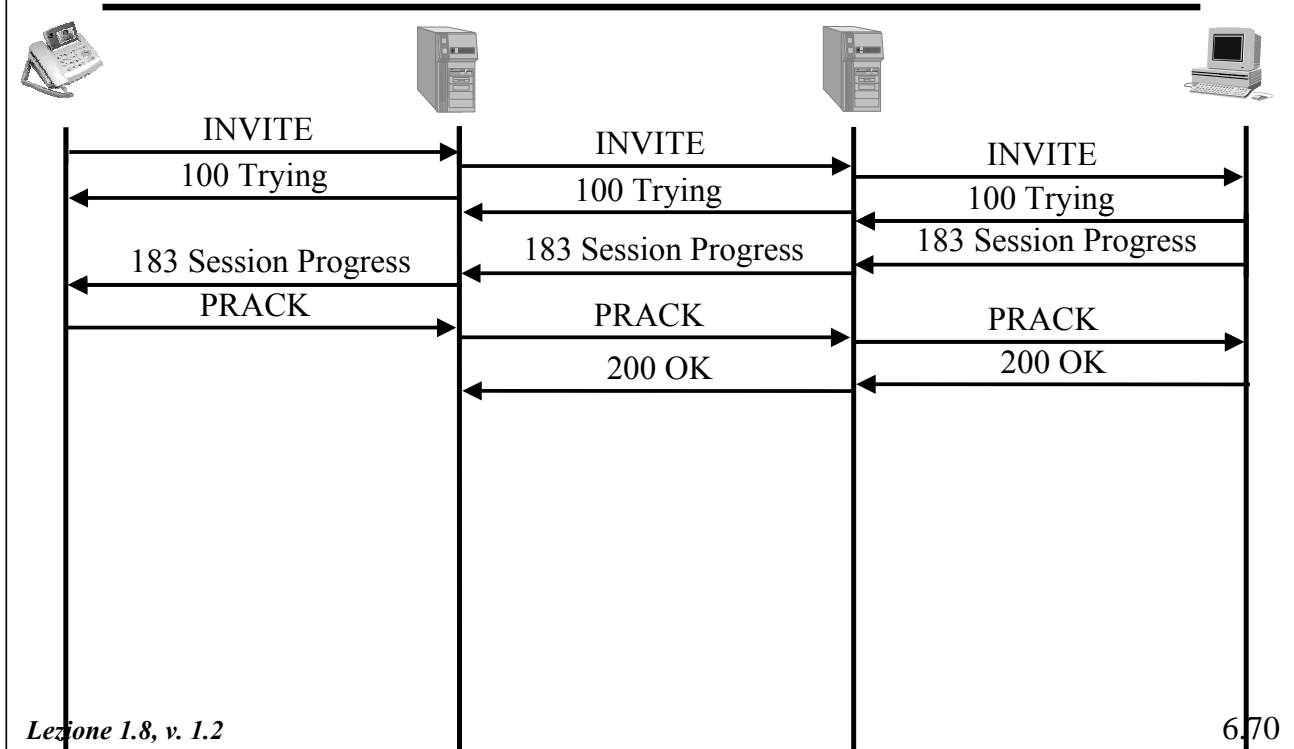 INVITE
INVITE
INVITE
100 Trying
100 Trying
100 Trying
183 Session Progress
183 Session Progress
183 Session Progress
PRACK
PRACK
PRACK
200 OK
200 OK
Lezione 1.8, v. 1.2
6.70